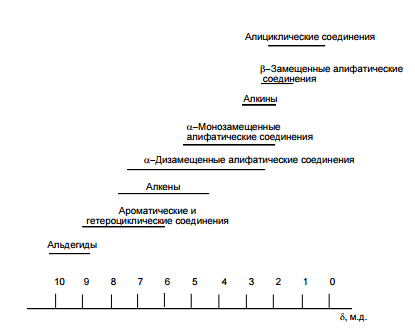 Алициклические соединения
β–Замещенные алифатические
соединения
Алкины
α–Монозамещенные
алифатические соединения
α–Дизамещенные алифатические соединения
Алкены
Ароматические и
гетероциклические соединения
Альдегиды
10 9 8 7 6 5 4 3 2 1 0
δ, м.д.